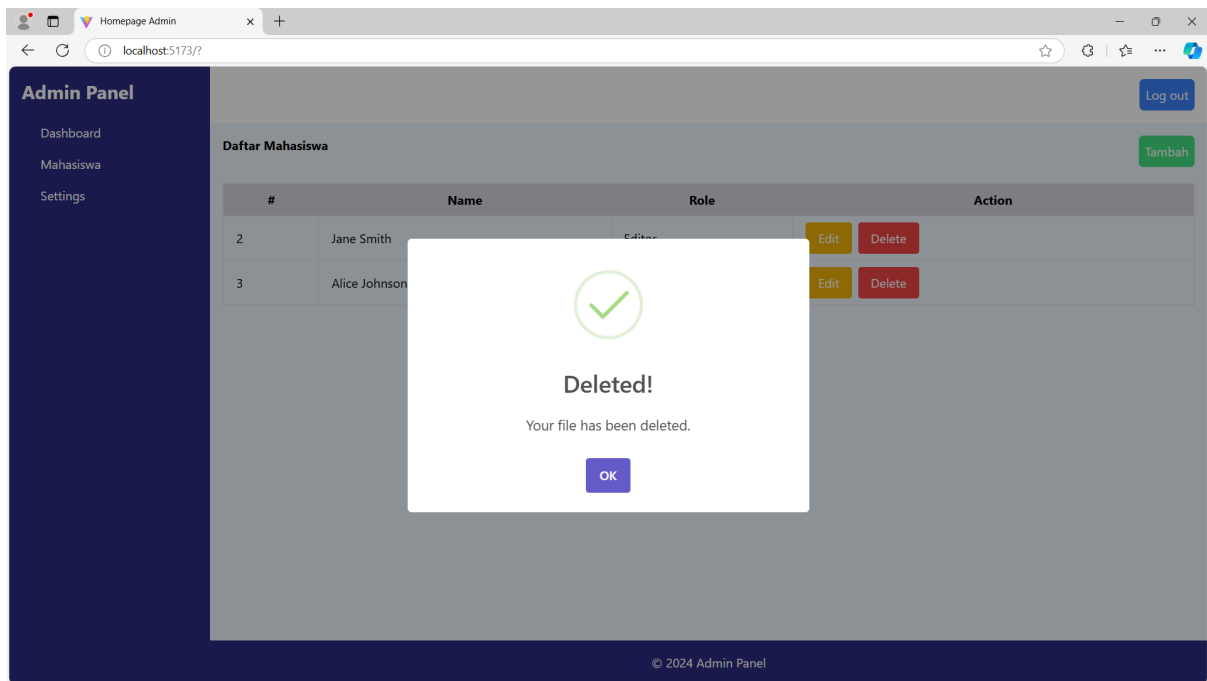 Homepage Admin
localhost:5173/?
Admin Panel
Log out
Dashboard
Mahasiswa
Settings
Daftar Mahasiswa
Tambah
# Name Role Action
2 Jane Smith Editor Edit Delete
3 Alice Johnson Edit Delete
Deleted!
Your file has been deleted.
OK
© 2024 Admin Panel